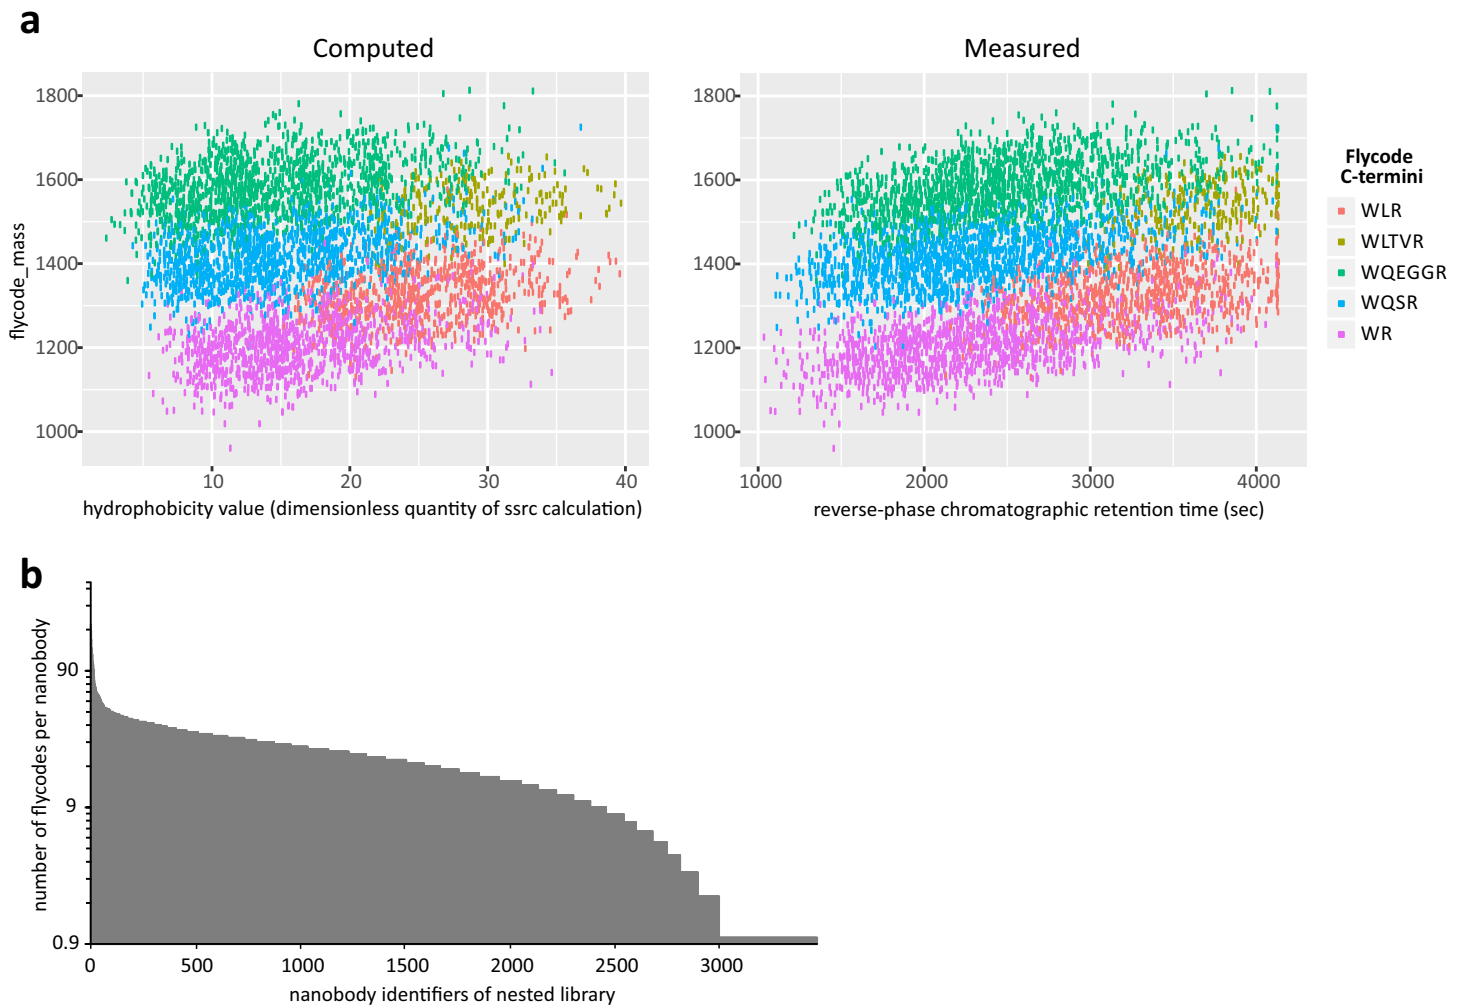 a
Computed
Measured
1800
1600
1400
1200
1000
flycode_mass
10
20
30
40
hydrophobicity value (dimensionless quantity of ssrc calculation)
1800
1600
1400
1200
1000
1000
2000
3000
4000
reverse-phase chromatographic retention time (sec)
Flycode
C-termini
WLR
WLTVR
WQEGGR
WQSR
WR
b
number of flycodes per nanobody
90
9
0.9
0
500
1000
1500
2000
2500
3000
nanobody identifiers of nested library